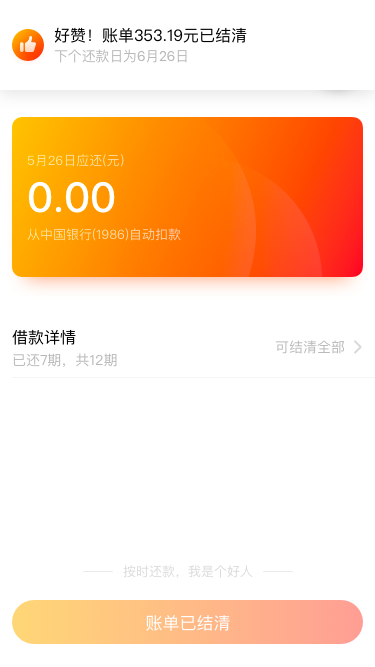 好赞！账单353.19元已结清
下个还款日为6月26日
5月26日应还(元)
0.00
从中国银行(1986)自动扣款
借款详情
可结清全部
已还7期，共12期
按时还款，我是个好人
账单已结清